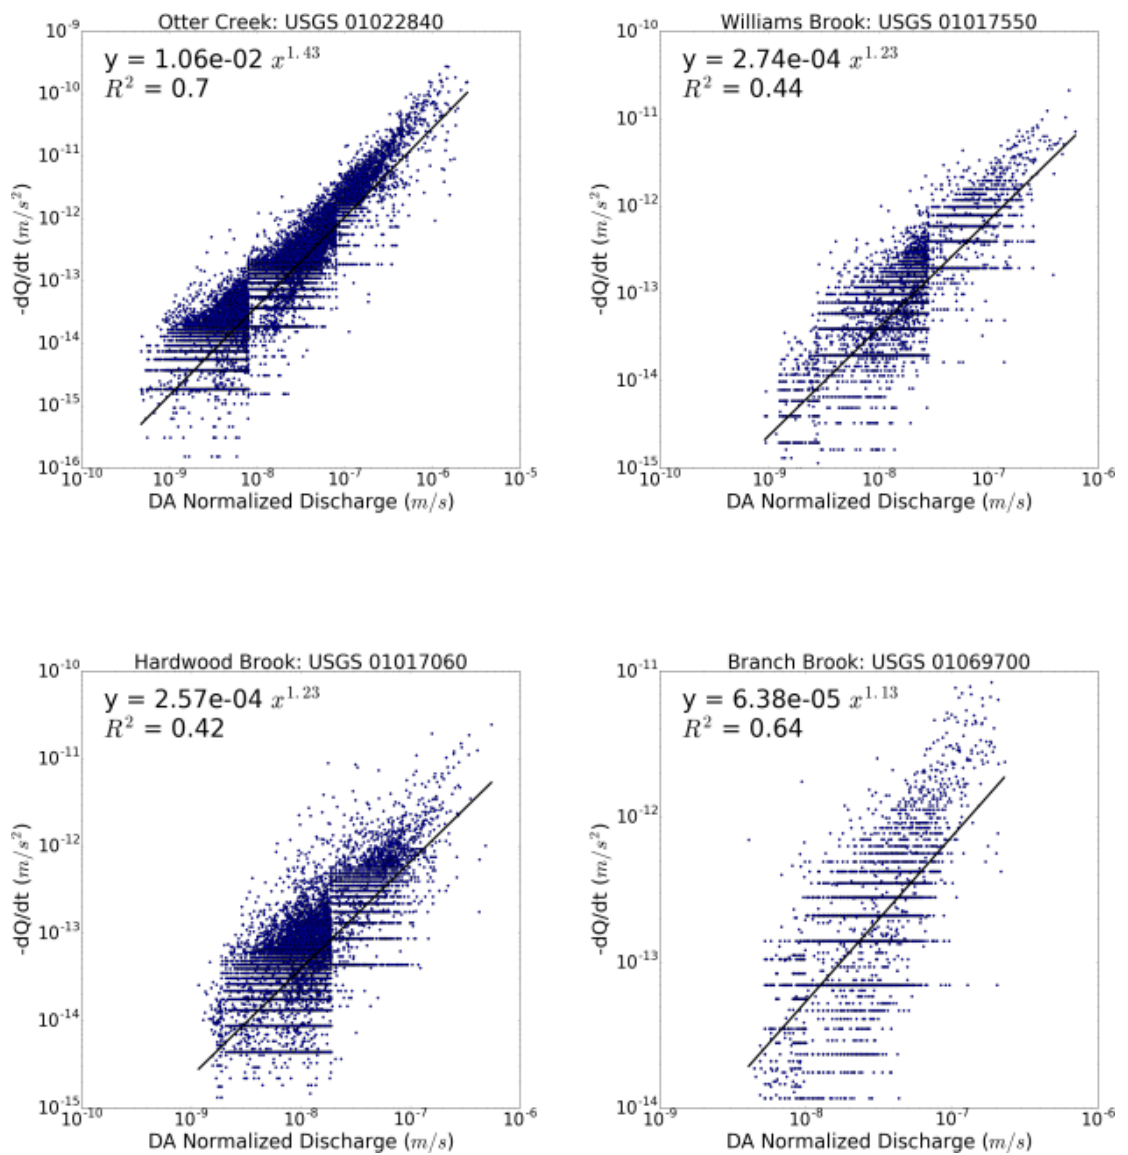 Otter Creek: USGS 01022840
y = 1.06e-02 x^{1.43}
R^2 = 0.7
10^{-9}
10^{-10}
10^{-11}
10^{-12}
10^{-13}
10^{-14}
10^{-15}
10^{-16}
-dQ/dt (m/s^2)
10^{-10} 10^{-9} 10^{-8} 10^{-7} 10^{-6} 10^{-5}
DA Normalized Discharge (m/s)
Williams Brook: USGS 01017550
y = 2.74e-04 x^{1.23}
R^2 = 0.44
10^{-10}
10^{-11}
10^{-12}
10^{-13}
10^{-14}
10^{-15}
-dQ/dt (m/s^2)
10^{-10} 10^{-9} 10^{-8} 10^{-7} 10^{-6}
DA Normalized Discharge (m/s)
Hardwood Brook: USGS 01017060
y = 2.57e-04 x^{1.23}
R^2 = 0.42
10^{-10}
10^{-11}
10^{-12}
10^{-13}
10^{-14}
10^{-15}
-dQ/dt (m/s^2)
10^{-10} 10^{-9} 10^{-8} 10^{-7} 10^{-6}
DA Normalized Discharge (m/s)
Branch Brook: USGS 01069700
y = 6.38e-05 x^{1.13}
R^2 = 0.64
10^{-11}
10^{-12}
10^{-13}
10^{-14}
-dQ/dt (m/s^2)
10^{-9} 10^{-8} 10^{-7} 10^{-6}
DA Normalized Discharge (m/s)